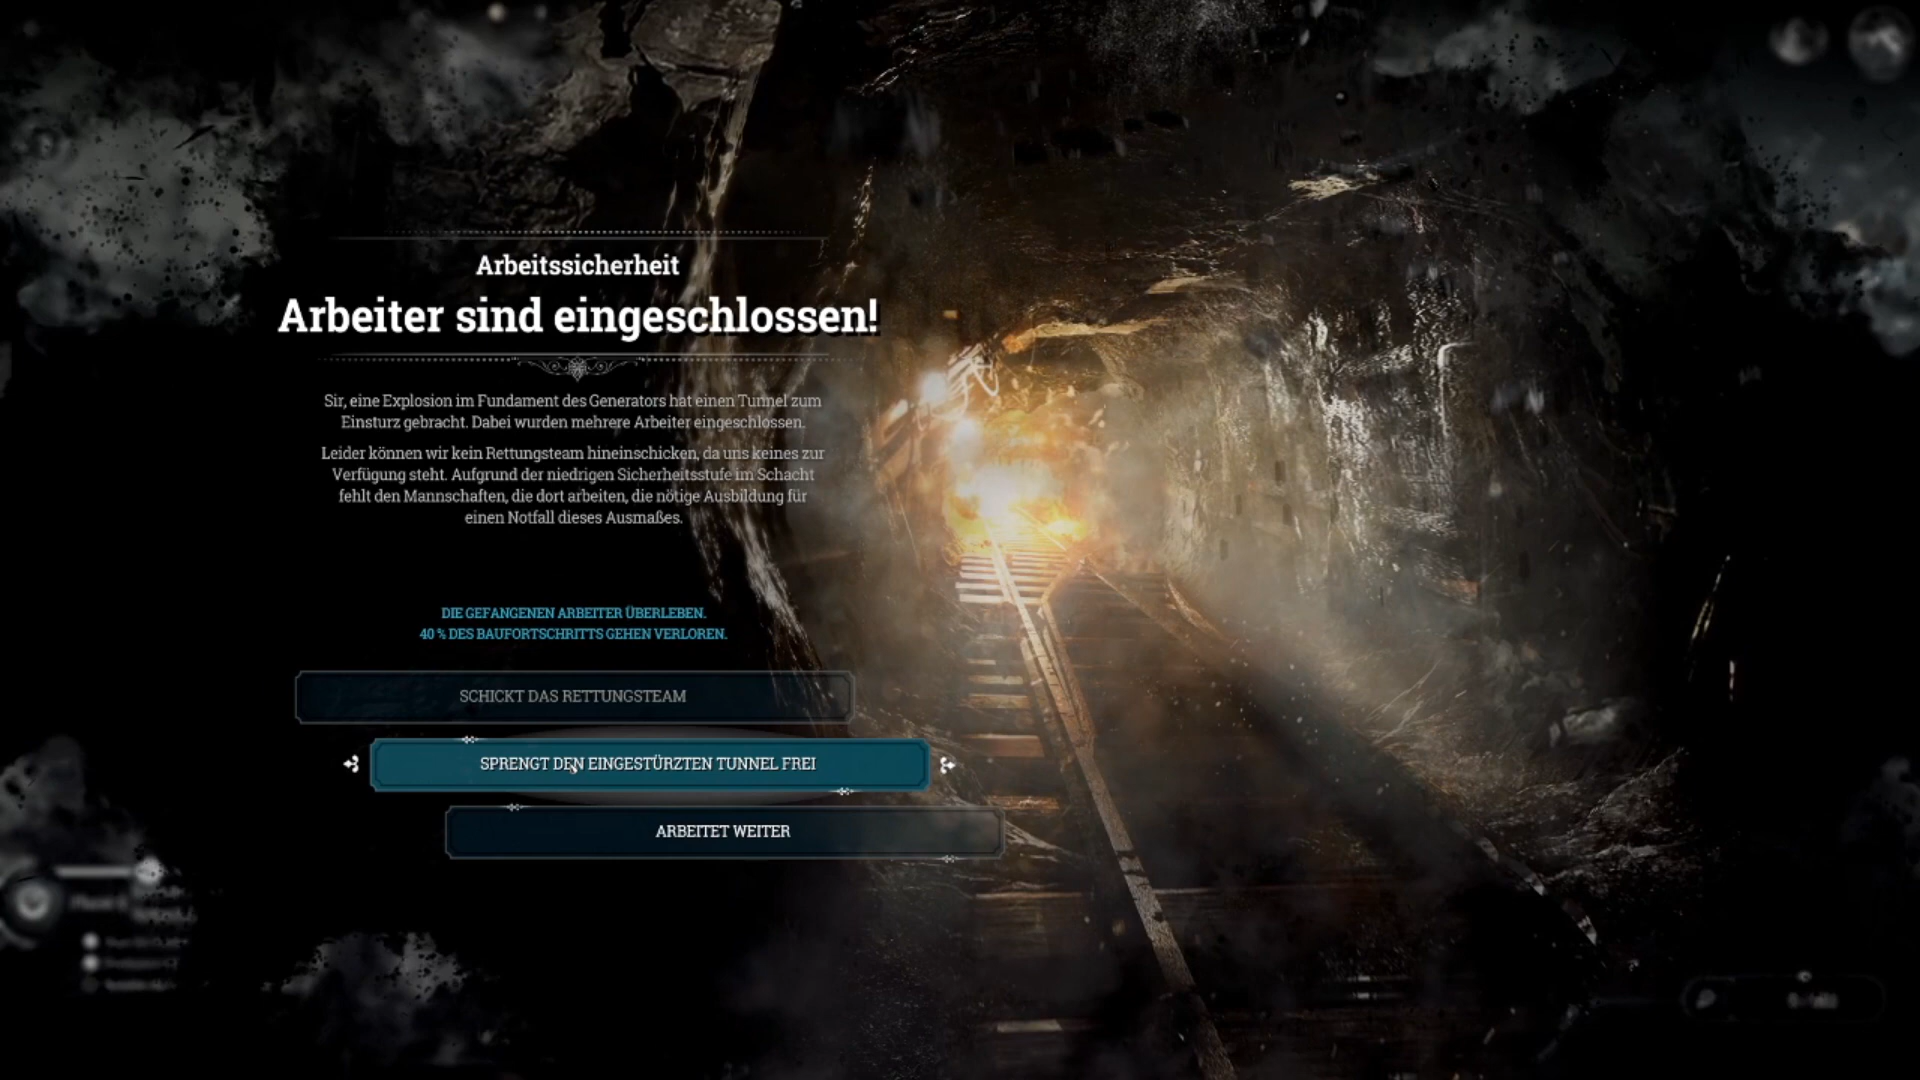 Arbeitssicherheit
Arbeiter sind eingeschlossen!
Sir, eine Explosion im Fundament des Generators hat einen Tunnel zum
Einsturz gebracht. Dabei wurden mehrere Arbeiter eingeschlossen.
Leider können wir kein Rettungsteam hineinschicken, da uns keines zur
Verfügung steht. Aufgrund der niedrigen Sicherheitsstufe im Schacht
fehlt den Mannschaften, die dort arbeiten, die nötige Ausbildung für
einen Notfall dieses Ausmaßes.
DIE GEFANGENEN ARBEITER ÜBERLEBEN.
40 % DES BAUFORTSCHRITTS GEHEN VERLOREN.
SCHICKT DAS RETTUNGSTEAM
SPRENGT DEN EINGESTÜRZTEN TUNNEL FREI
ARBEITET WEITER